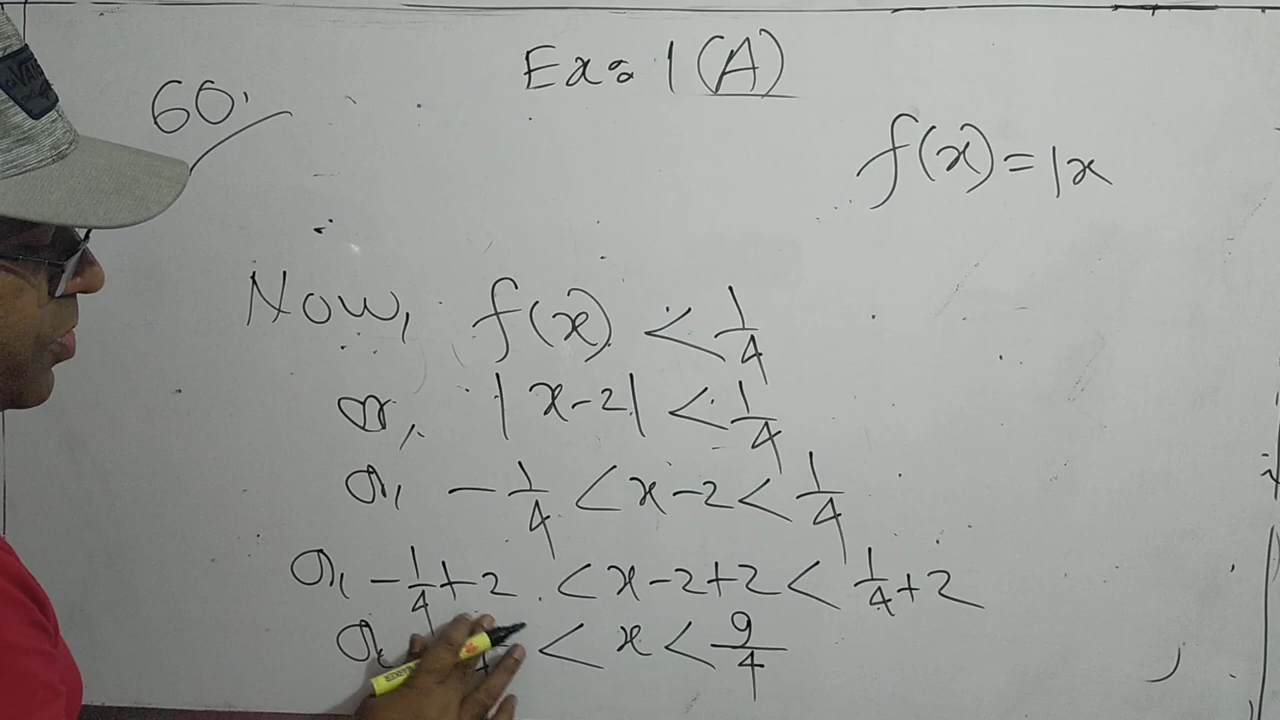 Ex: 1(A)
60.
f(x) = |x
Now, f(x) < 1/4
or, |x-2| < 1/4
or, -1/4 < x-2 < 1/4
or, -1/4+2 < x-2+2 < 1/4+2
or, < x < 9/4